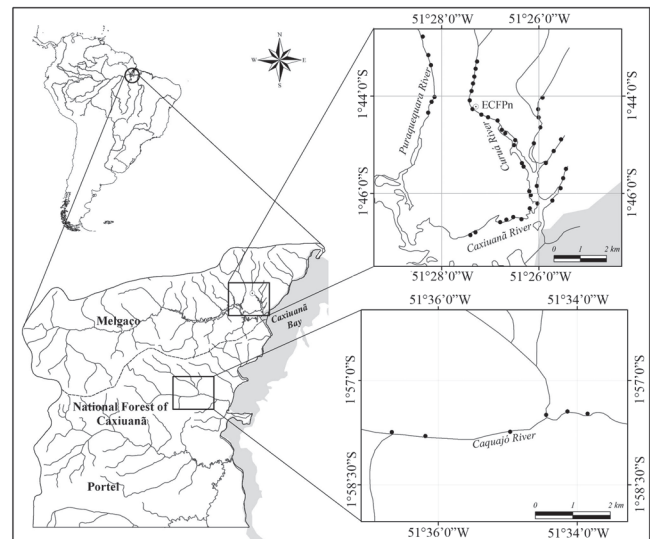 N
W
E
S
Melgaço
Caxiuanã
Bay
National Forest of
Caxiuanã
Portel
51°28'0"W
51°26'0"W
1°44'0"S
1°44'0"S
ECFPn
Puraquequara River
Curuá River
1°46'0"S
1°46'0"S
Caxiuanã River
0 1 2 km
51°28'0"W
51°26'0"W
51°36'0"W
51°34'0"W
1°57'0"S
1°57'0"S
Caquajó River
1°58'30"S
1°58'30"S
0 1 2 km
51°36'0"W
51°34'0"W